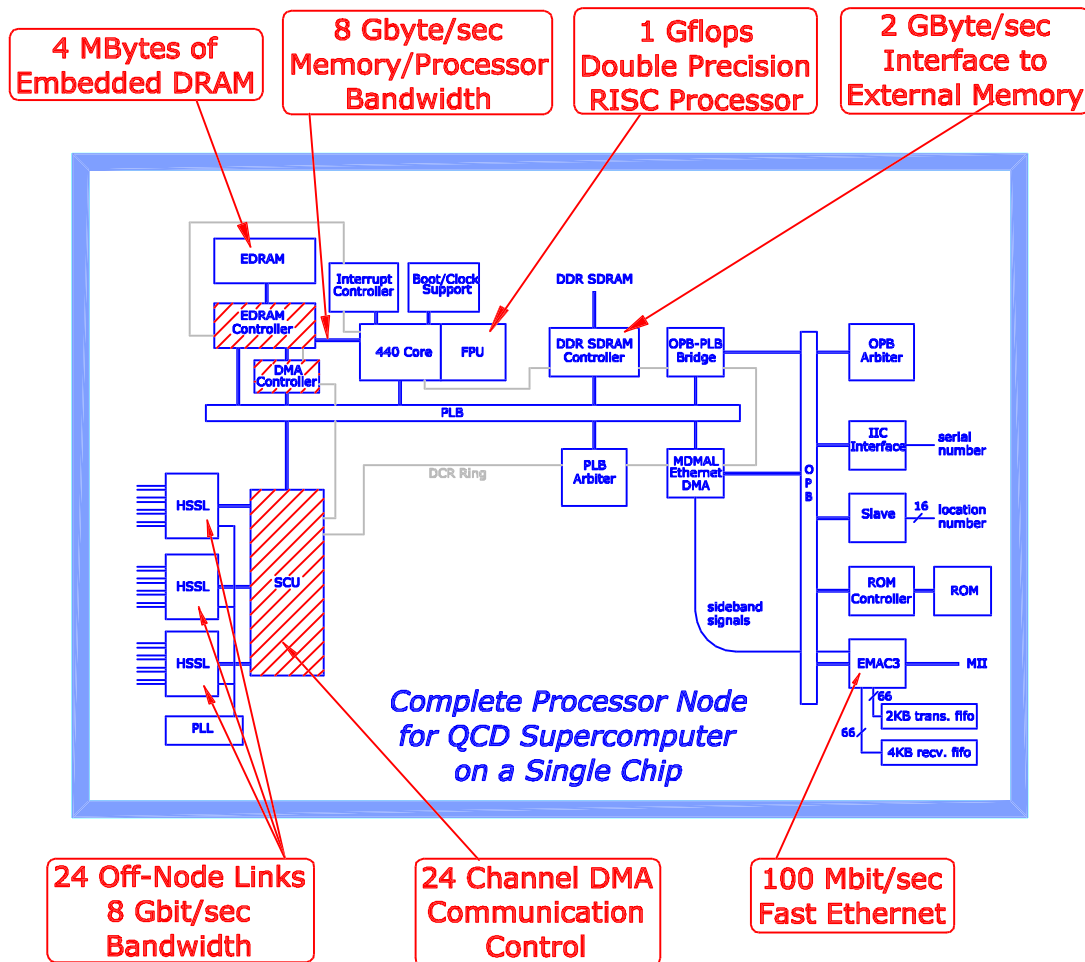 4 MBytes of
Embedded DRAM
8 Gbyte/sec
Memory/Processor
Bandwidth
1 Gflops
Double Precision
RISC Processor
2 GByte/sec
Interface to
External Memory
EDRAM
Interrupt
Controller
Boot/Clock
Support
DDR SDRAM
EDRAM
Controller
440 Core
FPU
DDR SDRAM
Controller
OPB-PLB
Bridge
OPB
Arbiter
DMA
Controller
PLB
IIC
Interface
serial
number
DCR Ring
PLB
Arbiter
MDMAL
Ethernet
DMA
O
P
B
HSSL
Slave
16
location
number
HSSL
SCU
ROM
Controller
ROM
sideband
signals
HSSL
EMAC3
MII
PLL
66
2KB trans. fifo
66
4KB recv. fifo
Complete Processor Node
for QCD Supercomputer
on a Single Chip
24 Off-Node Links
8 Gbit/sec
Bandwidth
24 Channel DMA
Communication
Control
100 Mbit/sec
Fast Ethernet